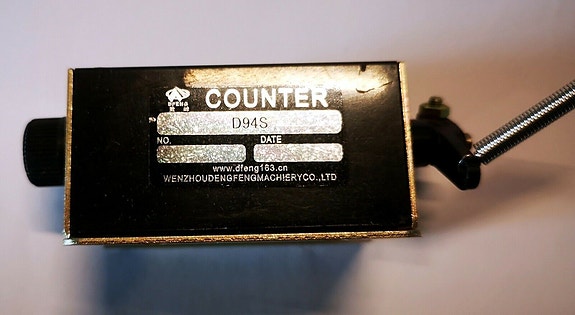 DFENG
COUNTER
D94S
NO. DATE
www.dfeng163.cn
WENZHOUDENGFENGMACHIERYCO.,LTD